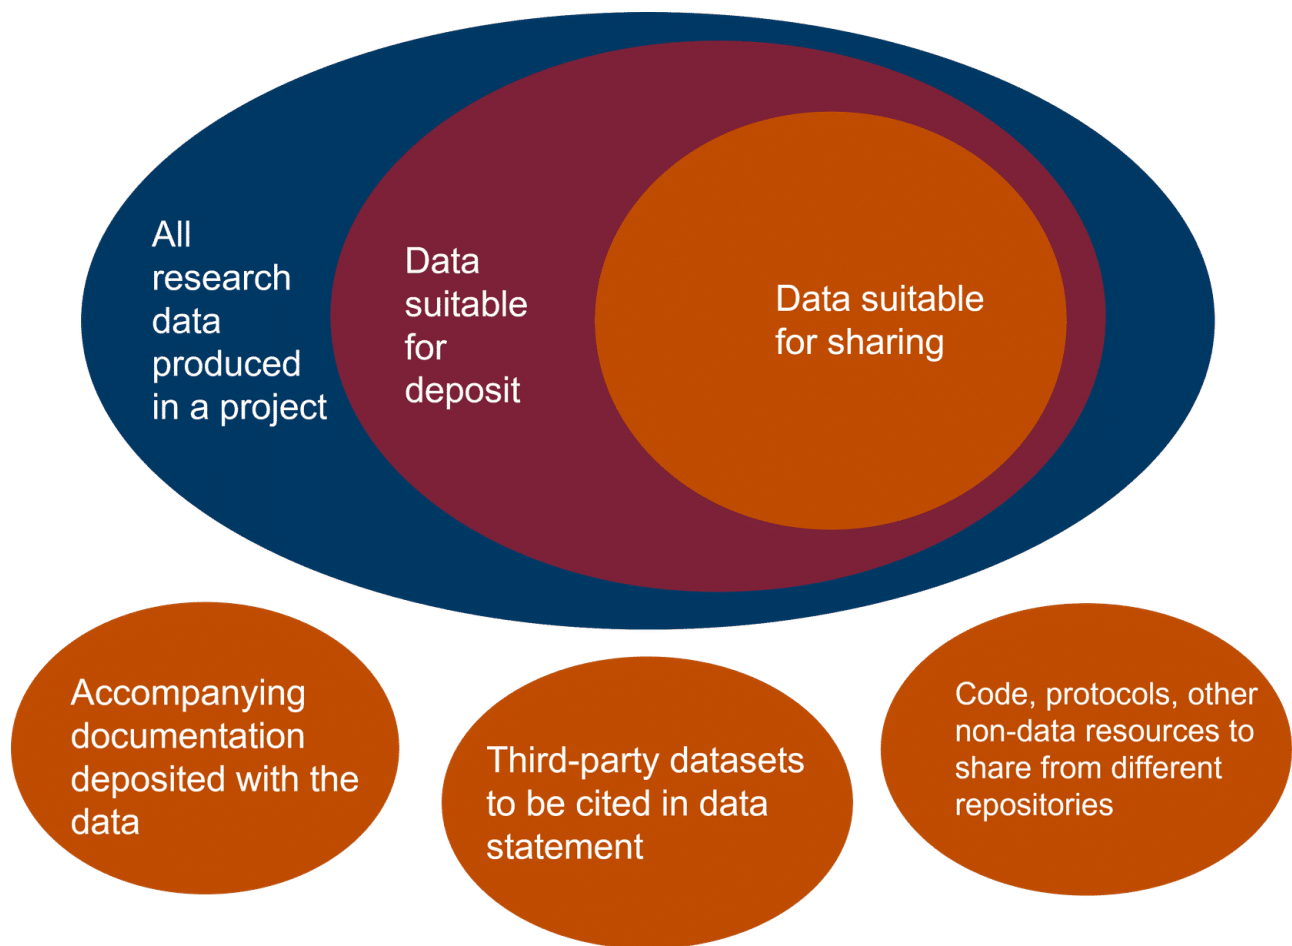 All
research
data
produced
in a project
Data
suitable
for
deposit
Data suitable
for sharing
Accompanying
documentation
deposited with the
data
Third-party datasets
to be cited in data
statement
Code, protocols, other
non-data resources to
share from different
repositories